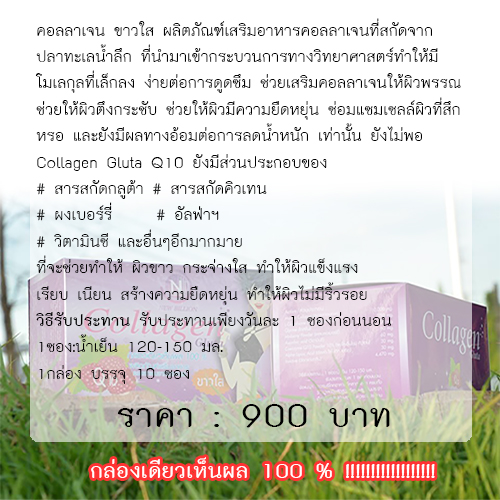 คอลลาเจน ขาวใส ผลิตภัณฑ์เสริมอาหารคอลลาเจนที่สกัดจาก
ปลาทะเลน้ำลึก ที่นำมาเข้ากระบวนการทางวิทยาศาสตร์ทำให้มี
โมเลกุลที่เล็กลง ง่ายต่อการดูดซึม ช่วยเสริมคอลลาเจนให้ผิวพรรณ
ช่วยให้ผิวตึงกระชับ ช่วยให้ผิวมีความยืดหยุ่น ซ่อมแซมเซลล์ผิวที่สึก
หรอ และยังมีผลทางอ้อมต่อการลดน้ำหนัก เท่านั้น ยังไม่พอ
Collagen Gluta Q10 ยังมีส่วนประกอบของ
# สารสกัดกลูต้า # สารสกัดคิวเทน
# ผงเบอร์รี่ # อัลฟ่าฯ
# วิตามินซี และอื่นๆอีกมากมาย
ที่จะช่วยทำให้ ผิวขาว กระจ่างใส ทำให้ผิวแข็งแรง
เรียบ เนียน สร้างความยืดหยุ่น ทำให้ผิวไม่มีริ้วรอย
วิธีรับประทาน รับประทานเพียงวันละ 1 ซองก่อนนอน
1ซอง:น้ำเย็น 120-150 มล.
1กล่อง บรรจุ 10 ซอง
Collagen
Collagen
Gluta
ขาวใส
ราคา : 900 บาท
กล่องเดียวเห็นผล 100 % !!!!!!!!!!!!!!!!!!